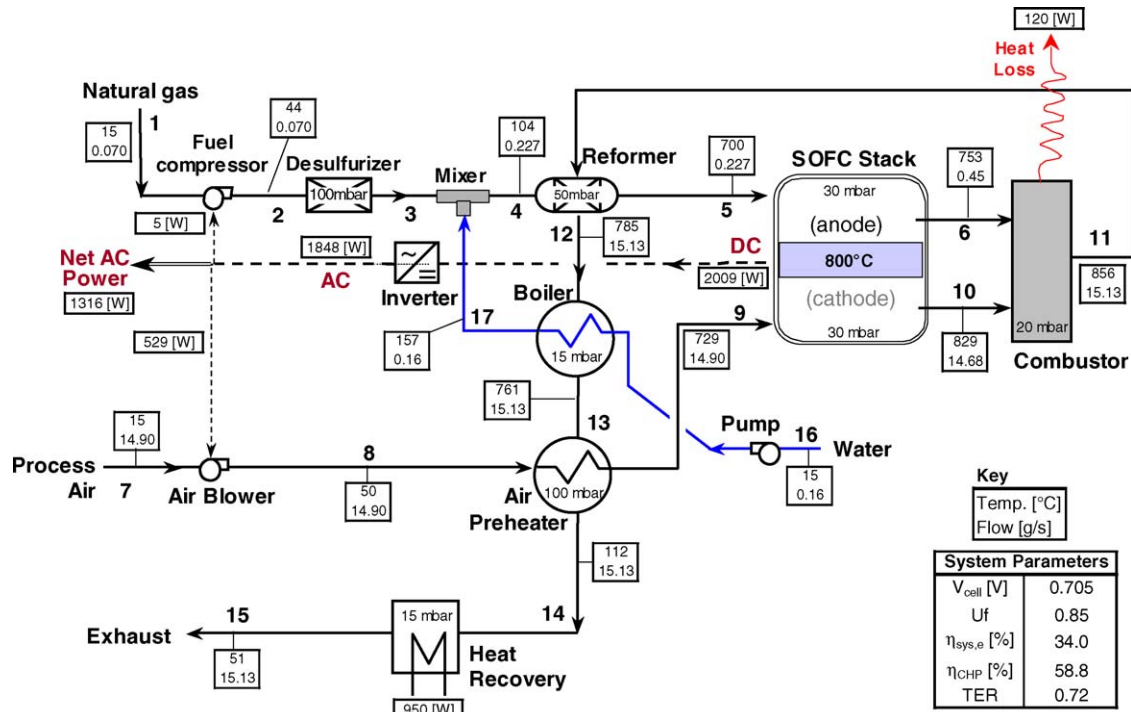 120 [W]
Heat
Loss
Natural gas
1
15
0.070
Fuel
compressor
44
0.070
Desulfurizer
100mbar
2
3
Mixer
104
0.227
4
Reformer
50mbar
700
0.227
5
SOFC Stack
30 mbar
(anode)
800°C
(cathode)
30 mbar
753
0.45
6
11
856
15.13
10
829
14.68
20 mbar
Combustor
5 [W]
Net AC
Power
1316 [W]
1848 [W]
AC
Inverter
12
785
15.13
DC
2009 [W]
Boiler
15 mbar
17
157
0.16
9
729
14.90
529 [W]
761
15.13
13
Pump
16
Water
15
0.16
15
14.90
Process
Air
7
Air Blower
8
50
14.90
Air
Preheater
100 mbar
112
15.13
14
15
Exhaust
51
15.13
15 mbar
Heat
Recovery
950 [W]
Key
Temp. [°C]
Flow [g/s]
System Parameters
Vcell [V] 0.705
Uf 0.85
ηsys,e [%] 34.0
ηCHP [%] 58.8
TER 0.72